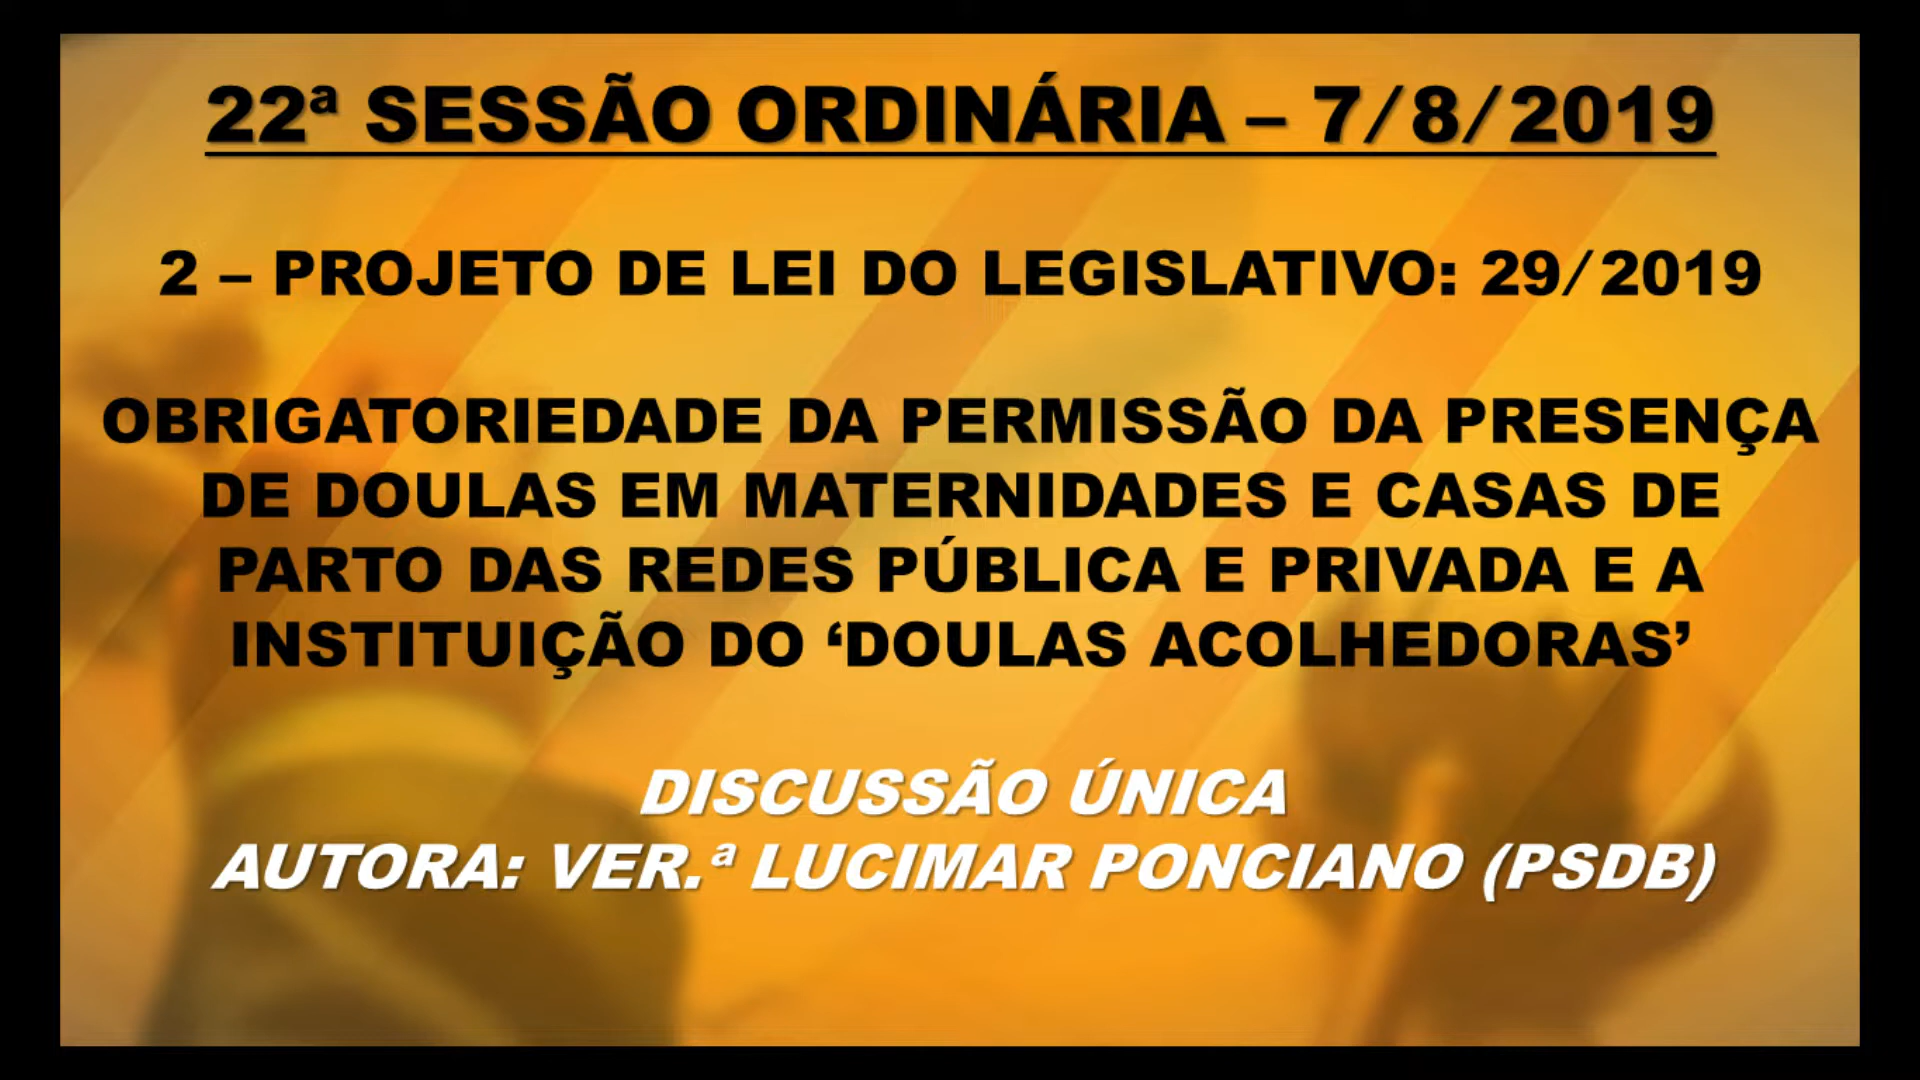 22ª SESSÃO ORDINÁRIA – 7/8/2019
2 – PROJETO DE LEI DO LEGISLATIVO: 29/2019
OBRIGATORIEDADE DA PERMISSÃO DA PRESENÇA
DE DOULAS EM MATERNIDADES E CASAS DE
PARTO DAS REDES PÚBLICA E PRIVADA E A
INSTITUIÇÃO DO ‘DOULAS ACOLHEDORAS’
DISCUSSÃO ÚNICA
AUTORA: VER.ª LUCIMAR PONCIANO (PSDB)